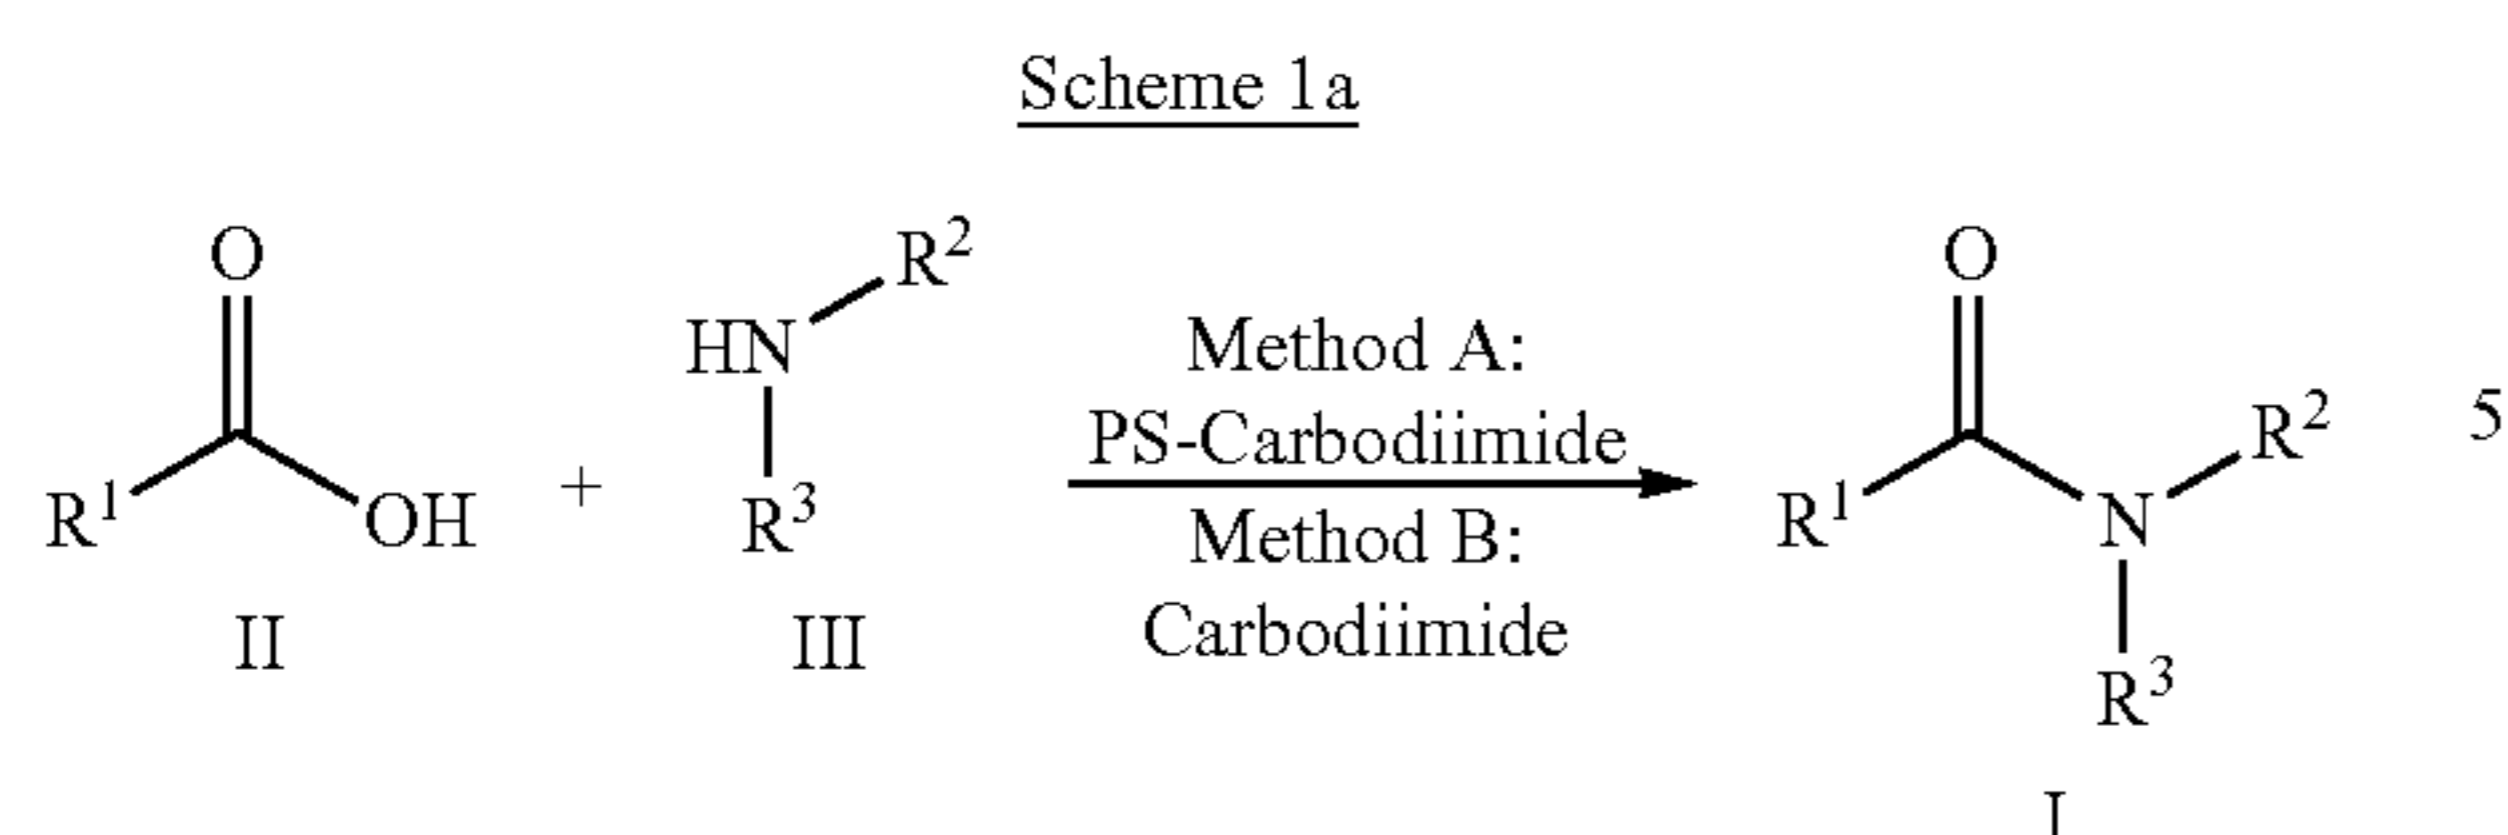 Scheme 1a
O
R¹
OH
+
HN
R²
R³
II
III
Method A:
PS-Carbodiimide
Method B:
Carbodiimide
O
R¹
N
R²
R³
I
5